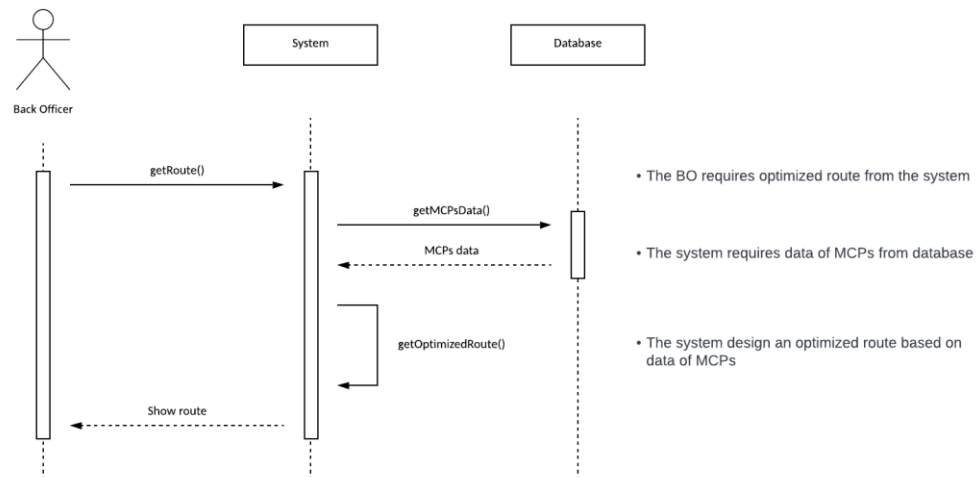 System
Database
Back Officer
getRoute()
• The BO requires optimized route from the system
getMCPsData()
MCPs data
• The system requires data of MCPs from database
getOptimizedRoute()
• The system design an optimized route based on
data of MCPs
Show route